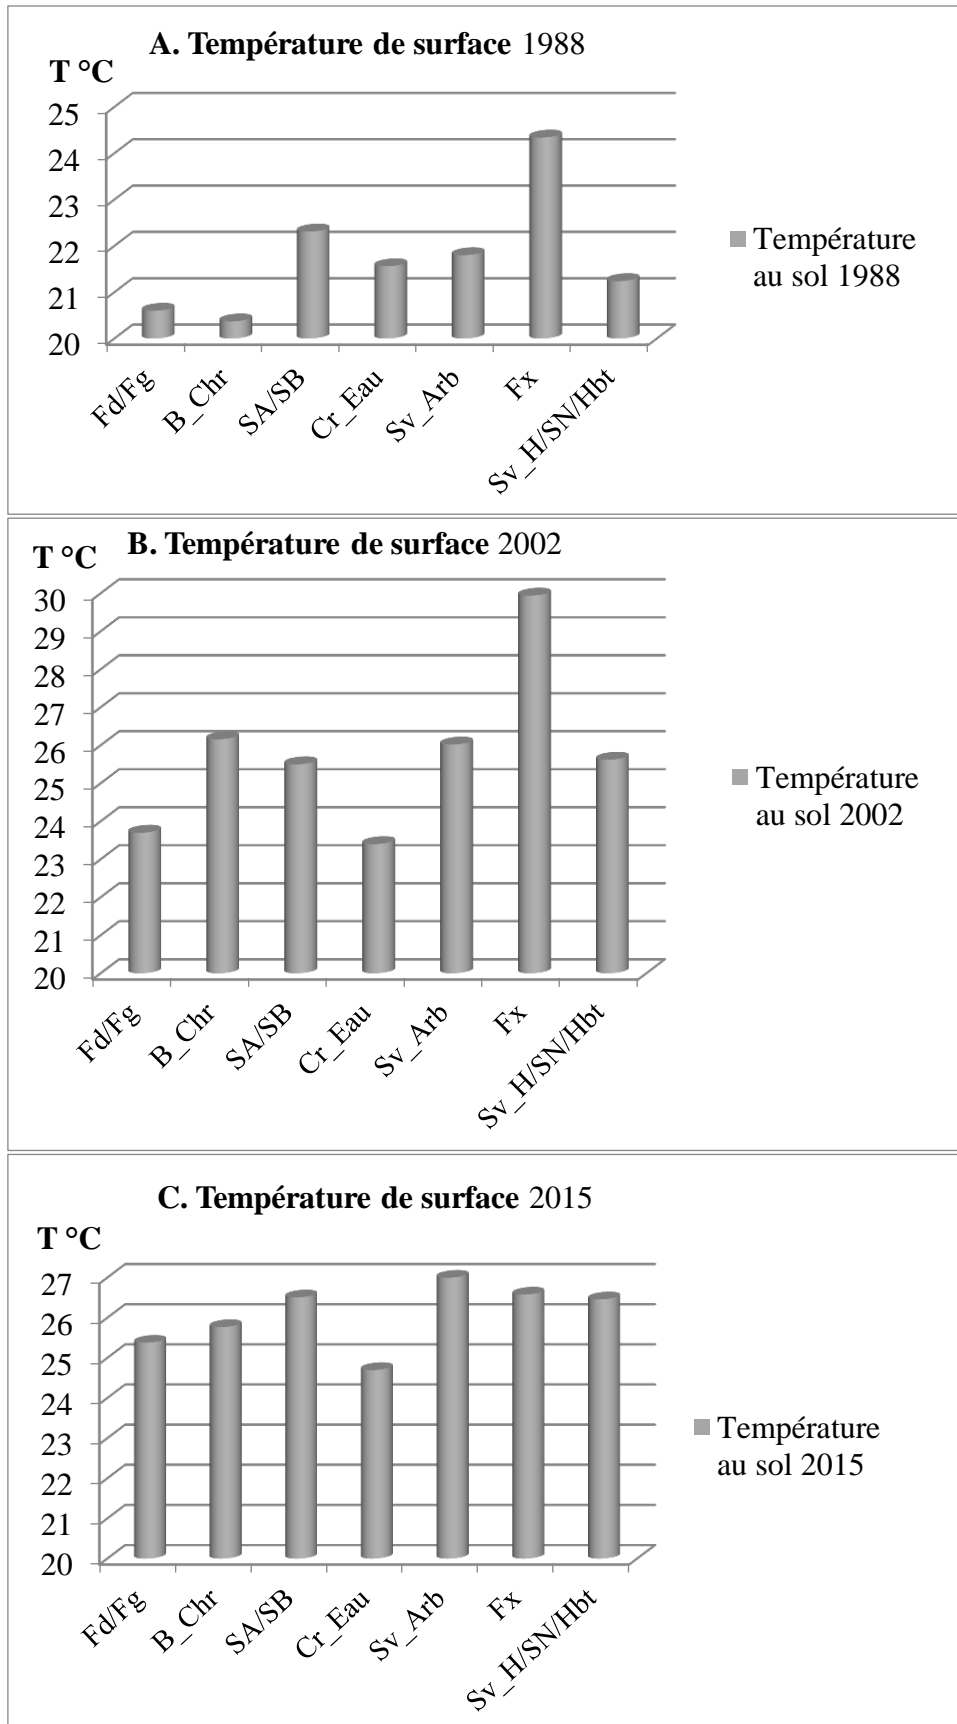 A. Température de surface 1988
T °C
25
24
23
22
21
20
Fd/Fg
B_Chr
SA/SB
Cr_Eau
Sv_Arb
Fx
Sv_H/SN/Hbt
Température
au sol 1988
B. Température de surface 2002
T °C
30
29
28
27
26
25
24
23
22
21
20
Fd/Fg
B_Chr
SA/SB
Cr_Eau
Sv_Arb
Fx
Sv_H/SN/Hbt
Température
au sol 2002
C. Température de surface 2015
T °C
27
26
25
24
23
22
21
20
Fd/Fg
B_Chr
SA/SB
Cr_Eau
Sv_Arb
Fx
Sv_H/SN/Hbt
Température
au sol 2015